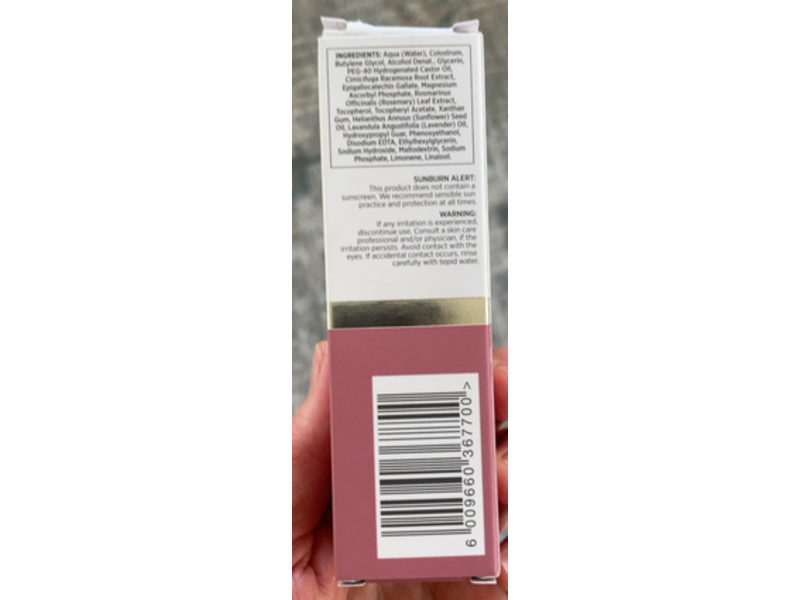 INGREDIENTS: Aqua (Water), Colostrum,
Butylene Glycol, Alcohol Denat., Glycerin,
PEG-40 Hydrogenated Castor Oil,
Cimicifuga Racemosa Root Extract,
Epigallocatechin Gallate, Magnesium
Ascorbyl Phosphate, Rosmarinus
Officinalis (Rosemary) Leaf Extract,
Tocopherol, Tocopheryl Acetate, Xanthan
Gum, Helianthus Annuus (Sunflower) Seed
Oil, Lavandula Angustifolia (Lavender) Oil,
Hydroxypropyl Guar, Phenoxyethanol,
Disodium EDTA, Ethylhexylglycerin,
Sodium Hydroxide, Maltodextrin, Sodium
Phosphate, Limonene, Linalool.
SUNBURN ALERT:
This product does not contain a
sunscreen. We recommend sensible sun
practice and protection at all times.
WARNING:
If any irritation is experienced,
discontinue use. Consult a skin care
professional and/or physician, if the
irritation persists. Avoid contact with the
eyes. If accidental contact occurs, rinse
carefully with tepid water.
6 009660 367700 >